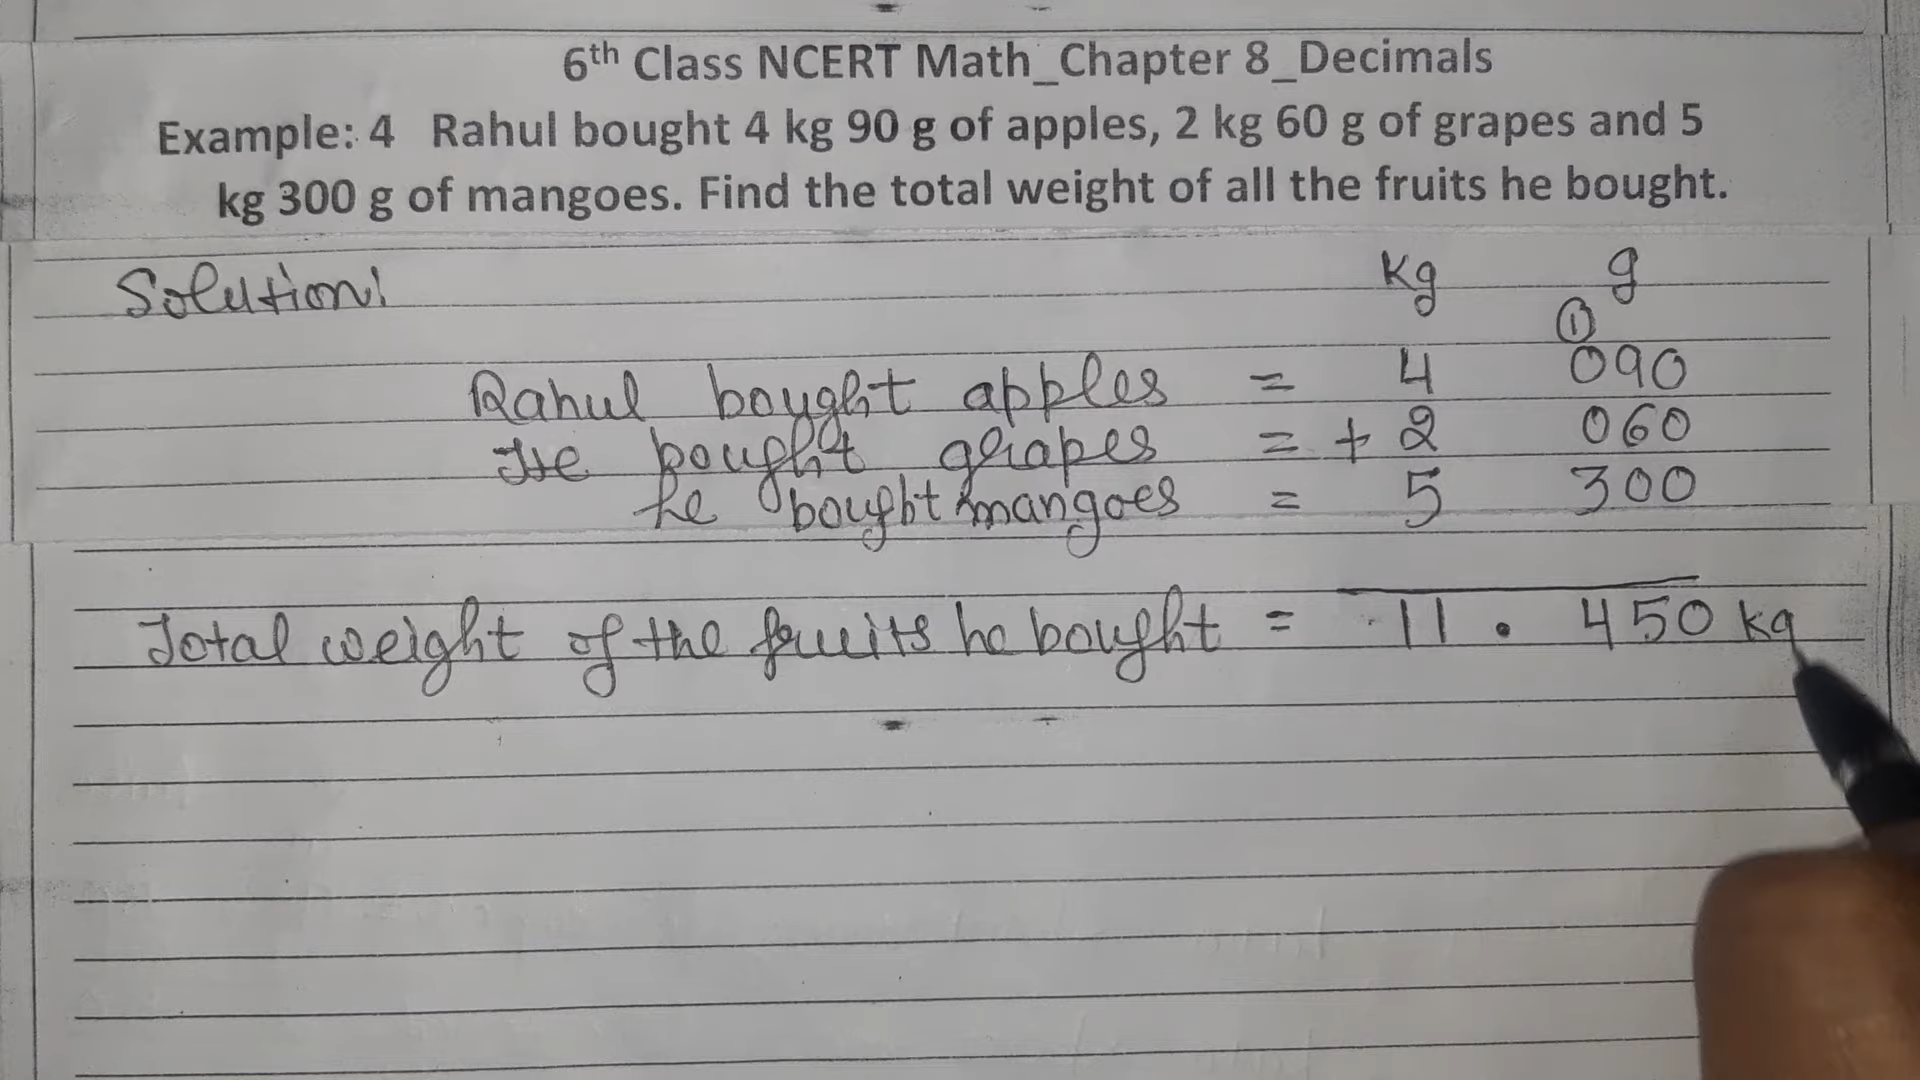 6th Class NCERT Math_Chapter 8_Decimals
Example: 4 Rahul bought 4 kg 90 g of apples, 2 kg 60 g of grapes and 5
kg 300 g of mangoes. Find the total weight of all the fruits he bought.
Solution: kg g
①
Rahul bought apples = 4 090
He bought grapes = + 2 060
he bought mangoes = 5 300
Total weight of the fruits he bought = 11 . 450 kg